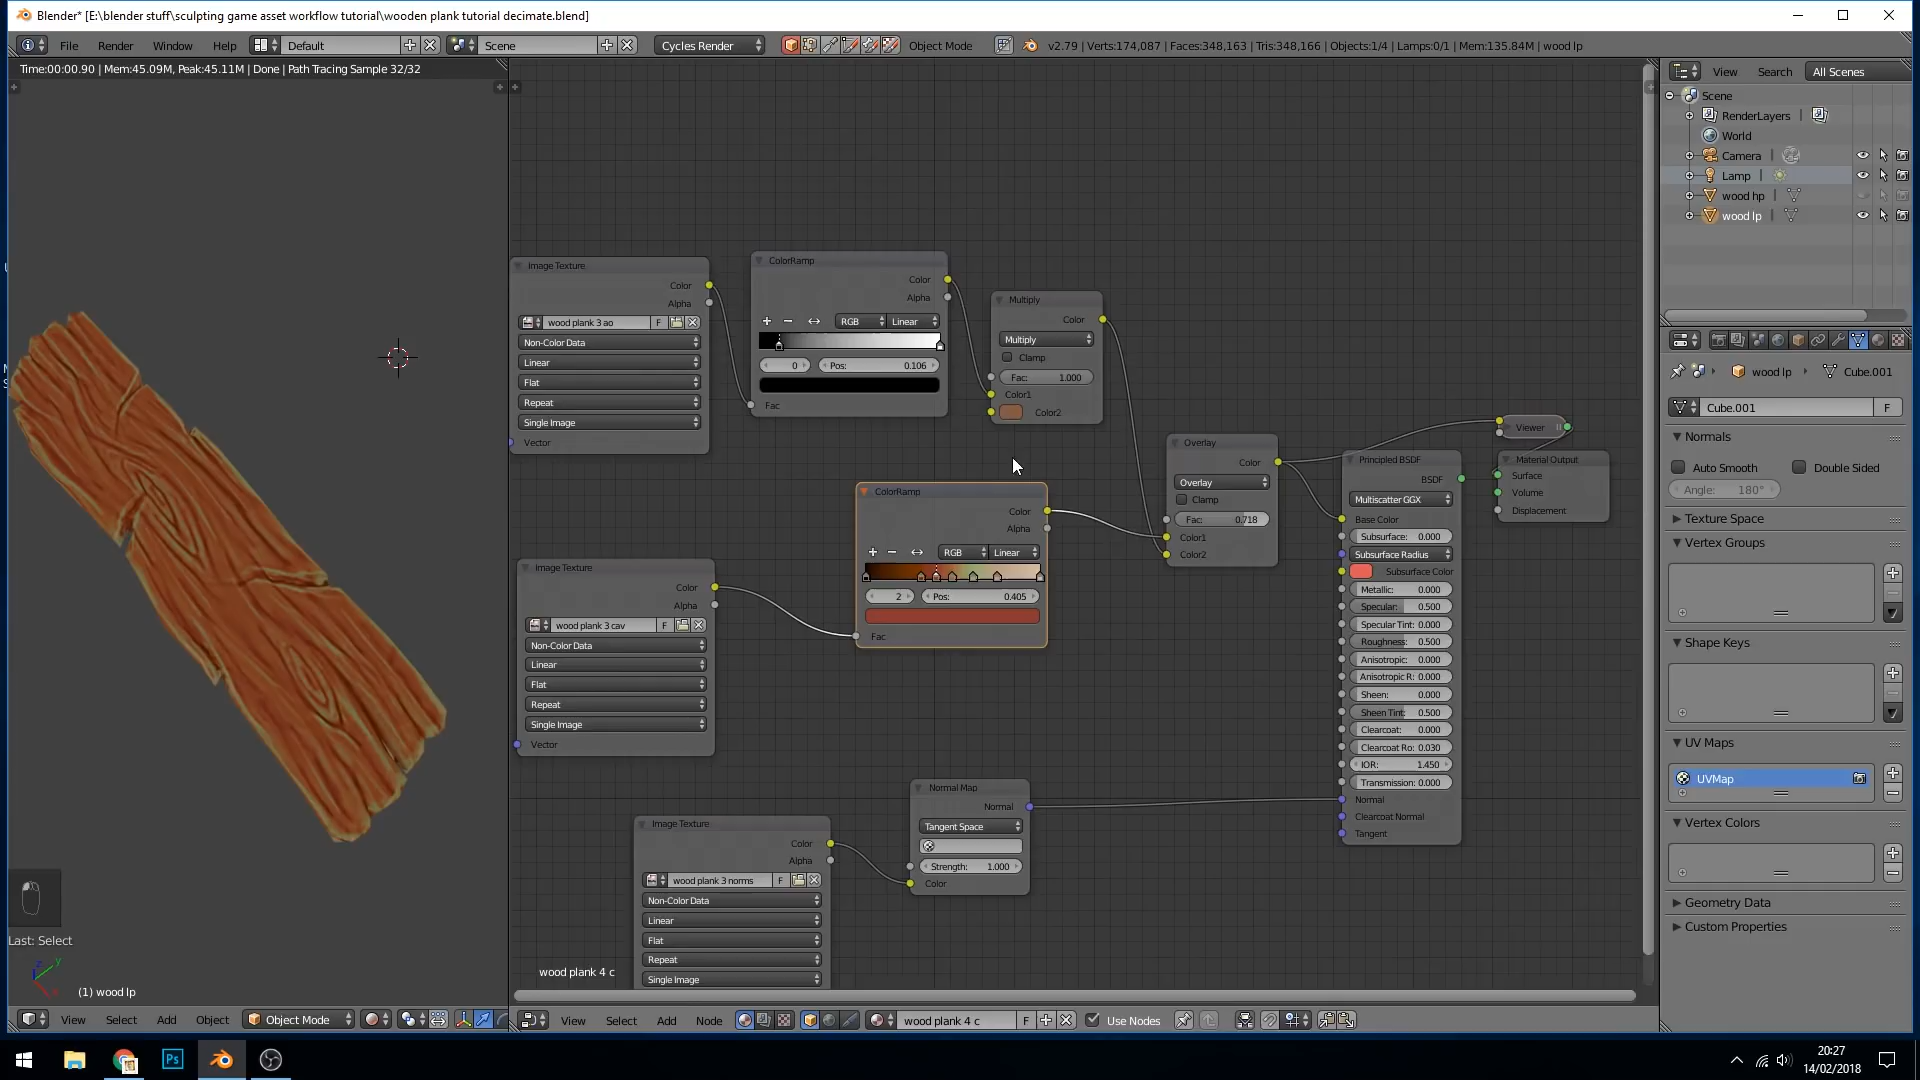 Blender* [E:\blender stuff\sculpting game asset workflow tutorial\wooden plank tutorial decimate.blend]
File Render Window Help Default Scene Cycles Render Object Mode v2.79 | Verts:174,087 | Faces:348,163 | Tris:348,166 | Objects:1/4 | Lamps:0/1 | Mem:135.84M | wood lp
Time:00:00.90 | Mem:45.09M, Peak:45.11M | Done | Path Tracing Sample 32/32
Image Texture
Color
Alpha
wood plank 3 ao F
Non-Color Data
Linear
Flat
Repeat
Single Image
Vector
ColorRamp
Color
Alpha
RGB Linear
0 Pos: 0.106
Fac
Multiply
Color
Multiply
Clamp
Fac: 1.000
Color1
Color2
Image Texture
Color
Alpha
wood plank 3 cav F
Non-Color Data
Linear
Flat
Repeat
Single Image
Vector
ColorRamp
Color
Alpha
RGB Linear
2 Pos: 0.405
Fac
Overlay
Color
Overlay
Clamp
Fac: 0.718
Color1
Color2
Image Texture
Color
Alpha
wood plank 3 norms F
Non-Color Data
Linear
Flat
Repeat
Single Image
Normal Map
Normal
Tangent Space
Strength: 1.000
Color
Principled BSDF
BSDF
Multiscatter GGX
Base Color
Subsurface: 0.000
Subsurface Radius
Subsurface Color
Metallic: 0.000
Specular: 0.500
Specular Tint: 0.000
Roughness: 0.500
Anisotropic: 0.000
Anisotropic R: 0.000
Sheen: 0.000
Sheen Tint: 0.500
Clearcoat: 0.000
Clearcoat Ro: 0.030
IOR: 1.450
Transmission: 0.000
Normal
Clearcoat Normal
Tangent
Viewer
Material Output
Surface
Volume
Displacement
wood plank 4 c
Last: Select
(1) wood lp
View Select Add Object Object Mode
View Select Add Node wood plank 4 c F Use Nodes
View Search All Scenes
Scene
RenderLayers |
World
Camera |
Lamp |
wood hp |
wood lp |
wood lp Cube.001
Cube.001 F
Normals
Auto Smooth Double Sided
Angle: 180°
Texture Space
Vertex Groups
Shape Keys
UV Maps
UVMap
Vertex Colors
Geometry Data
Custom Properties
Ps
20:27
14/02/2018